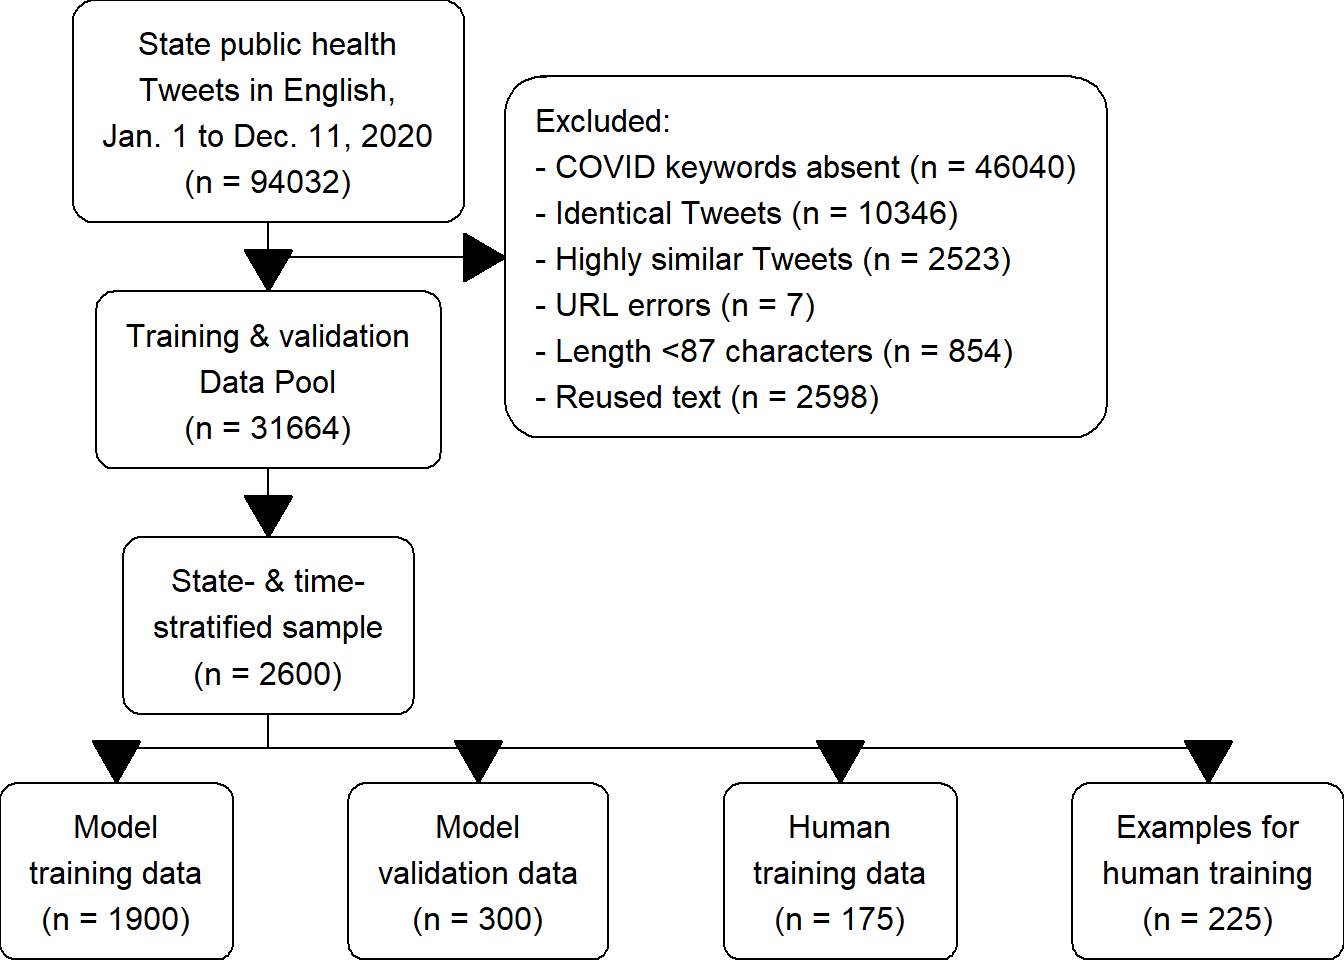 State public health
Tweets in English,
Jan. 1 to Dec. 11, 2020
(n = 94032)
Excluded:
- COVID keywords absent (n = 46040)
- Identical Tweets (n = 10346)
- Highly similar Tweets (n = 2523)
- URL errors (n = 7)
- Length <87 characters (n = 854)
- Reused text (n = 2598)
Training & validation
Data Pool
(n = 31664)
State- & time-
stratified sample
(n = 2600)
Model
training data
(n = 1900)
Model
validation data
(n = 300)
Human
training data
(n = 175)
Examples for
human training
(n = 225)